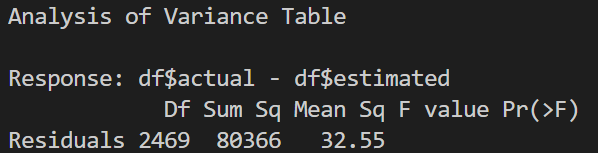 Analysis of Variance Table
Response: df$actual - df$estimated
Df Sum Sq Mean Sq F value Pr(>F)
Residuals 2469 80366 32.55